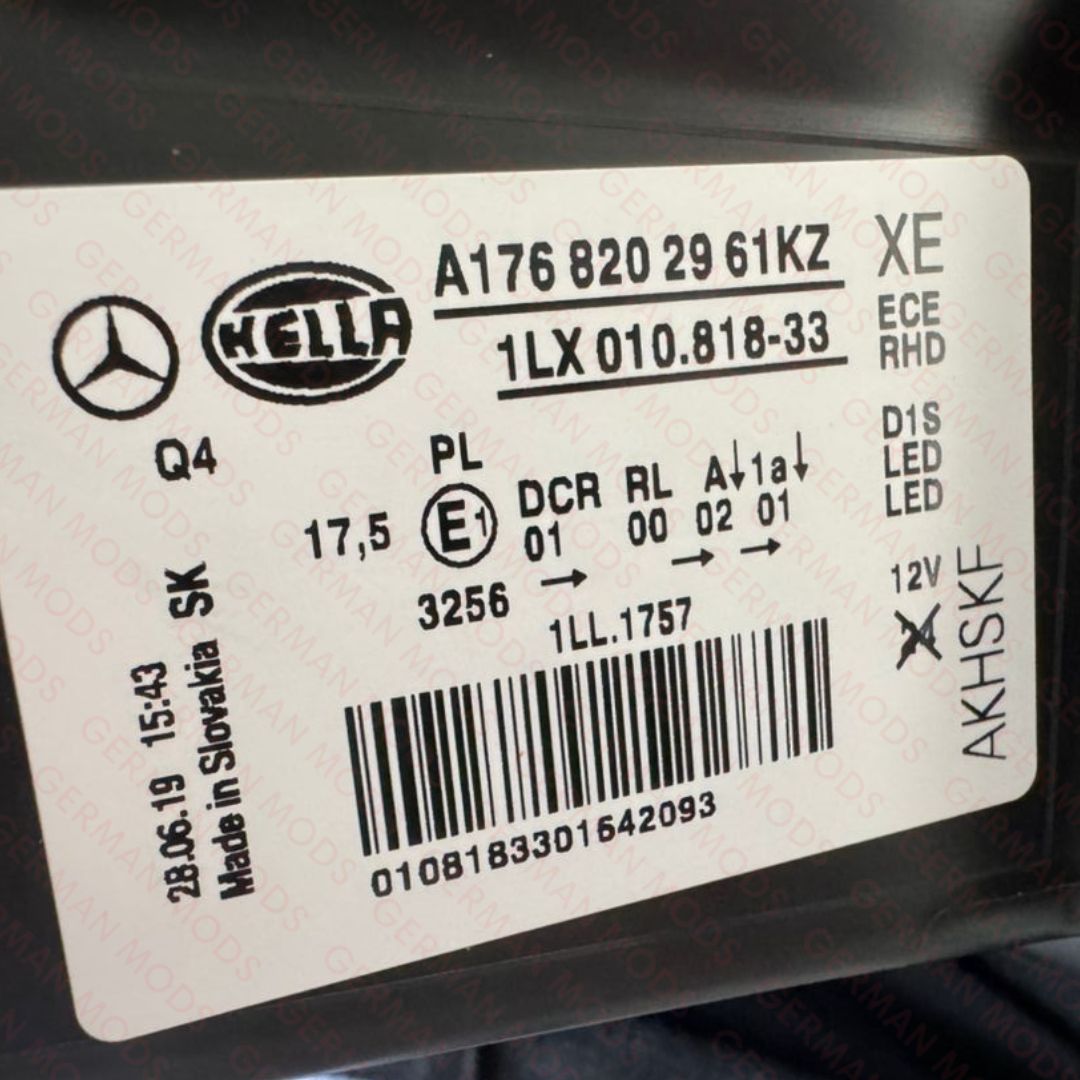 A176 820 29 61KZ
XE
HELLA
1LX 010.818-33
ECE
RHD
Q4
PL
D1S
LED
LED
17,5 E1 DCR RL A↓ 1a↓
01 00 02 01
→ → →
3256
12V
1LL.1757
AKHSKF
28.06.19 15:43
Made in Slovakia SK
0108183301642093
GERMAN MODS